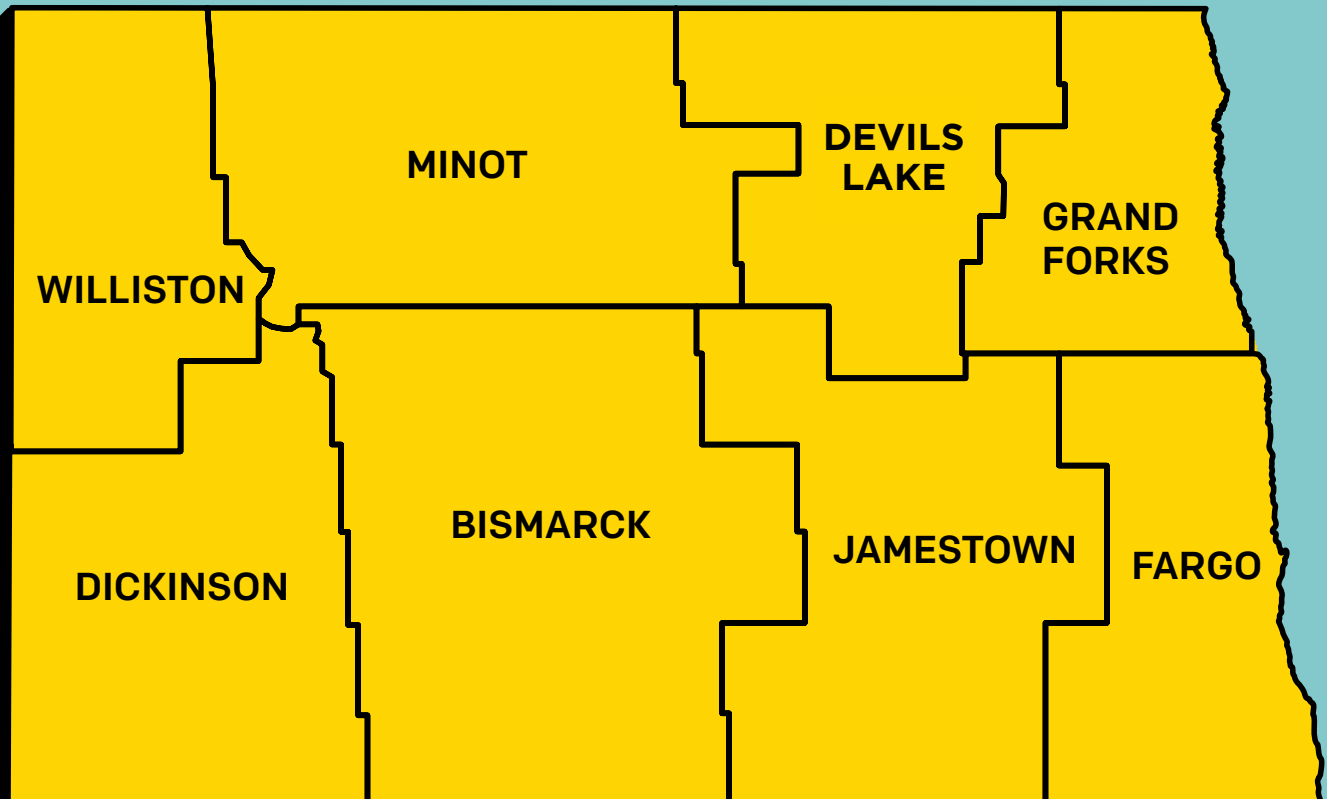 MINOT
DEVILS
LAKE
GRAND
FORKS
WILLISTON
BISMARCK
JAMESTOWN
FARGO
DICKINSON